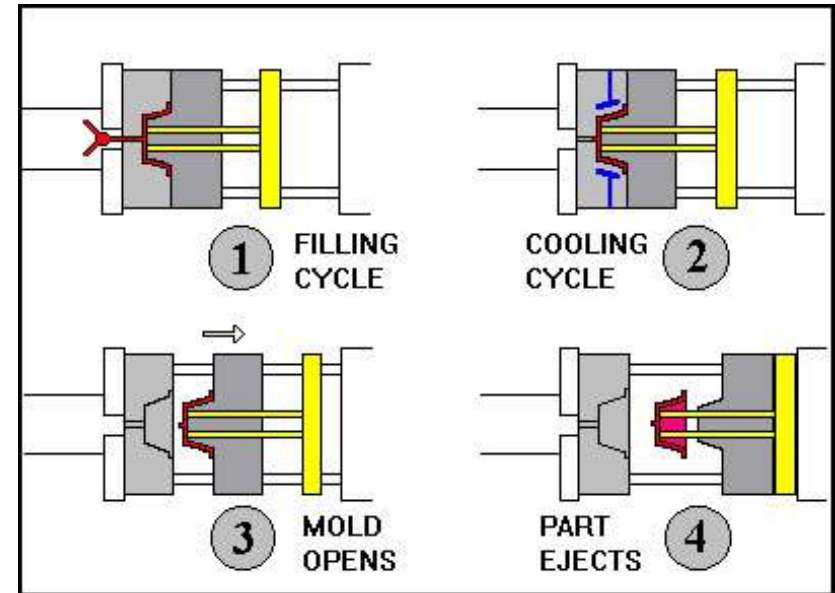 1
FILLING
CYCLE
COOLING
CYCLE
2
3
MOLD
OPENS
PART
EJECTS
4